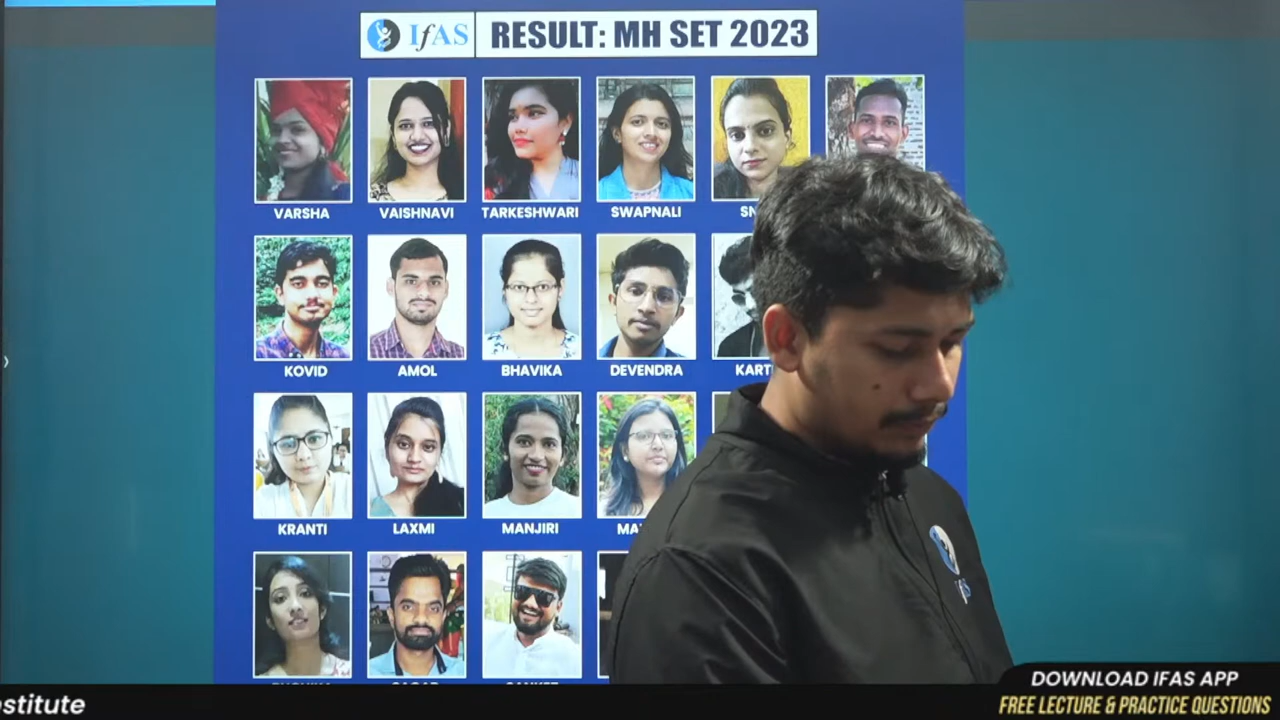 IfAS RESULT: MH SET 2023
VARSHA VAISHNAVI TARKESHWARI SWAPNALI
KOVID AMOL BHAVIKA DEVENDRA
KRANTI LAXMI MANJIRI
DOWNLOAD IFAS APP
FREE LECTURE & PRACTICE QUESTIONS